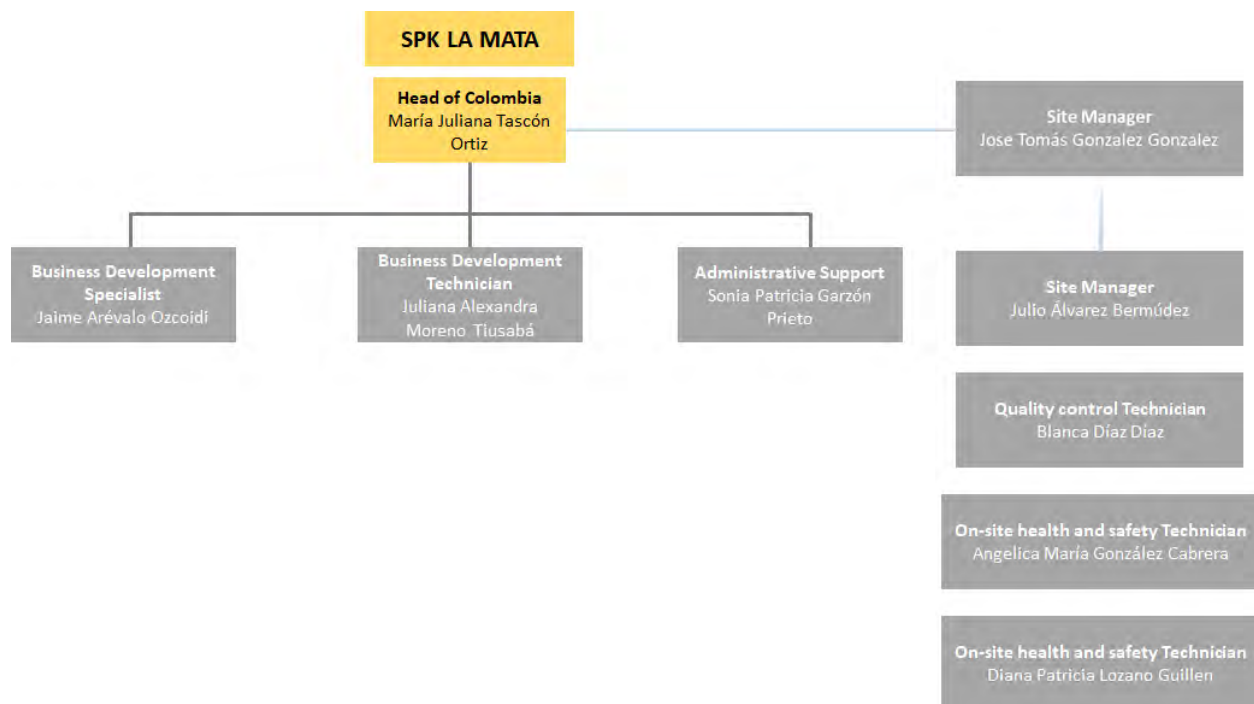 SPK LA MATA
Head of Colombia
María Juliana Tascón
Ortiz
Site Manager
Jose Tomás Gonzalez Gonzalez
Business Development
Specialist
Jaime Arévalo Ozcoidi
Business Development
Technician
Juliana Alexandra
Moreno Tiusabá
Administrative Support
Sonia Patricia Garzón
Prieto
Site Manager
Julio Álvarez Bermúdez
Quality control Technician
Blanca Díaz Díaz
On-site health and safety Technician
Angelica María González Cabrera
On-site health and safety Technician
Diana Patricia Lozano Guillen